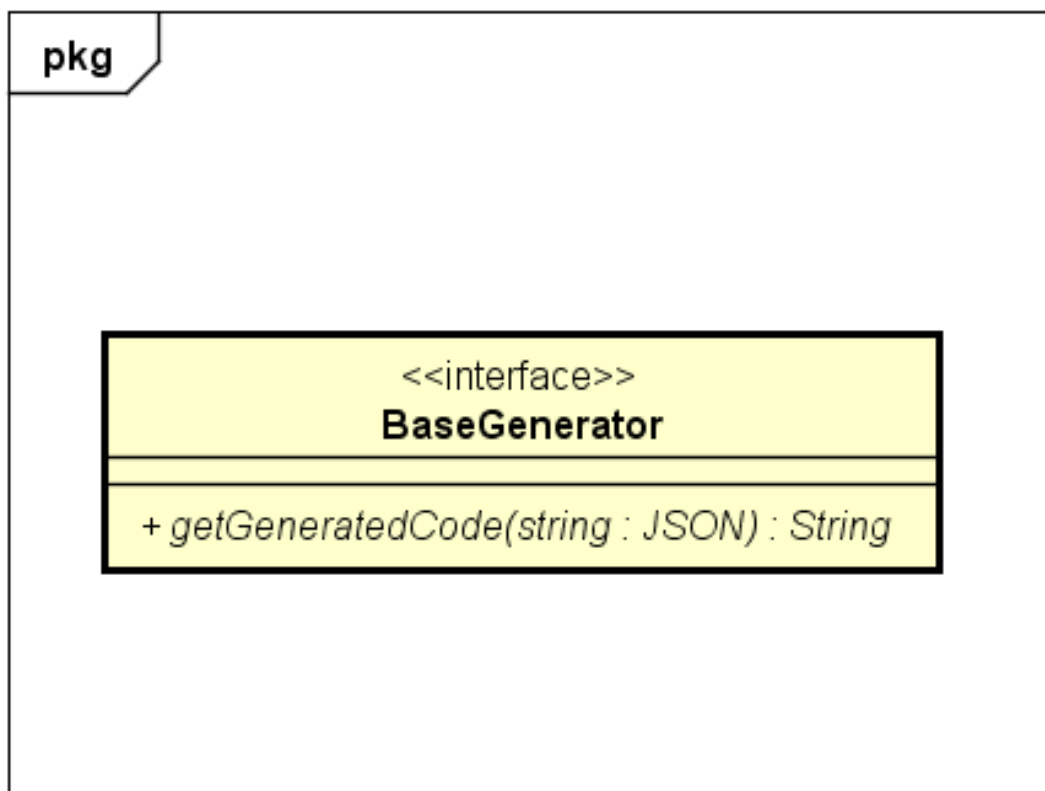 pkg
<<interface>>
BaseGenerator
+ getGeneratedCode(string : JSON) : String